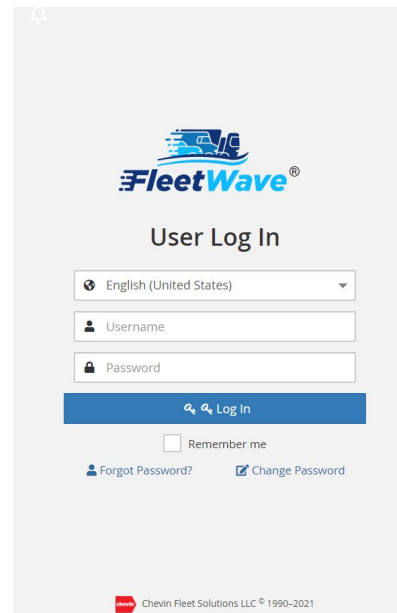 FleetWave®
User Log In
English (United States)
Username
Password
Log In
Remember me
Forgot Password? Change Password
chevin Chevin Fleet Solutions LLC © 1990–2021